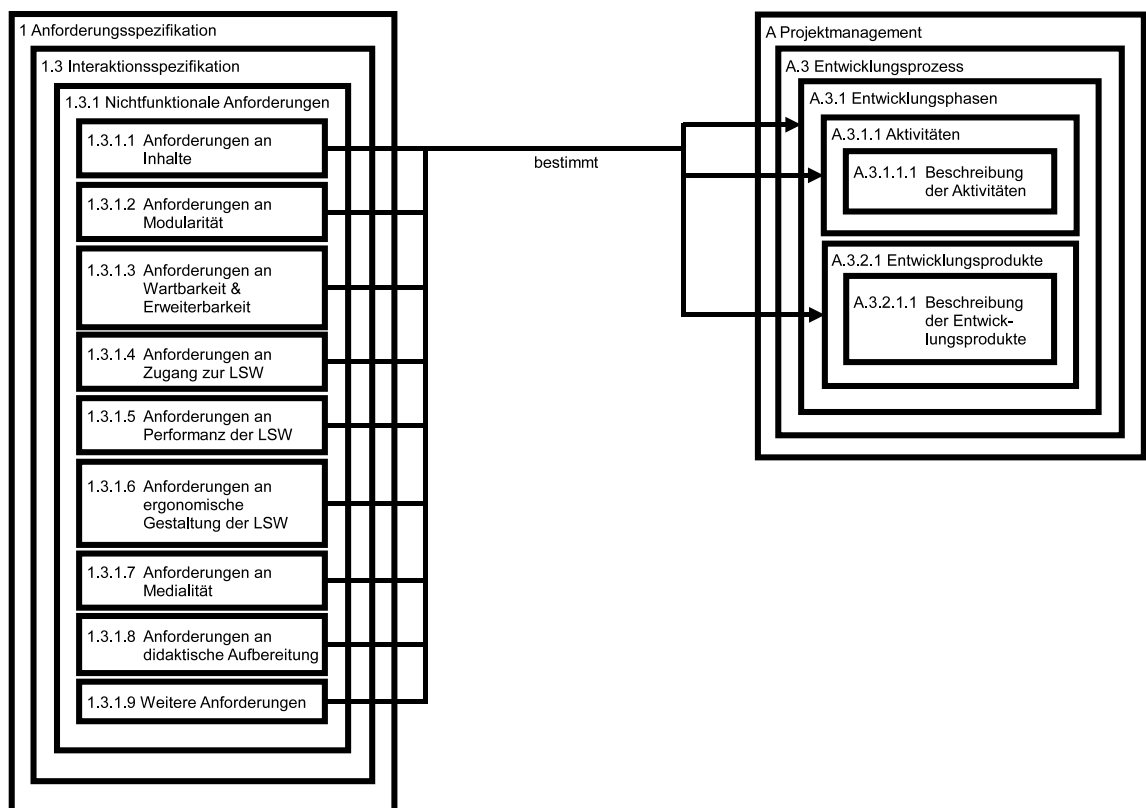 1 Anforderungsspezifikation
1.3 Interaktionsspezifikation
1.3.1 Nichtfunktionale Anforderungen
1.3.1.1 Anforderungen an
Inhalte
1.3.1.2 Anforderungen an
Modularität
1.3.1.3 Anforderungen an
Wartbarkeit &
Erweiterbarkeit
1.3.1.4 Anforderungen an
Zugang zur LSW
1.3.1.5 Anforderungen an
Performanz der LSW
1.3.1.6 Anforderungen an
ergonomische
Gestaltung der LSW
1.3.1.7 Anforderungen an
Medialität
1.3.1.8 Anforderungen an
didaktische Aufbereitung
1.3.1.9 Weitere Anforderungen
bestimmt
A Projektmanagement
A.3 Entwicklungsprozess
A.3.1 Entwicklungsphasen
A.3.1.1 Aktivitäten
A.3.1.1.1 Beschreibung
der Aktivitäten
A.3.2.1 Entwicklungsprodukte
A.3.2.1.1 Beschreibung
der Entwick-
lungsprodukte